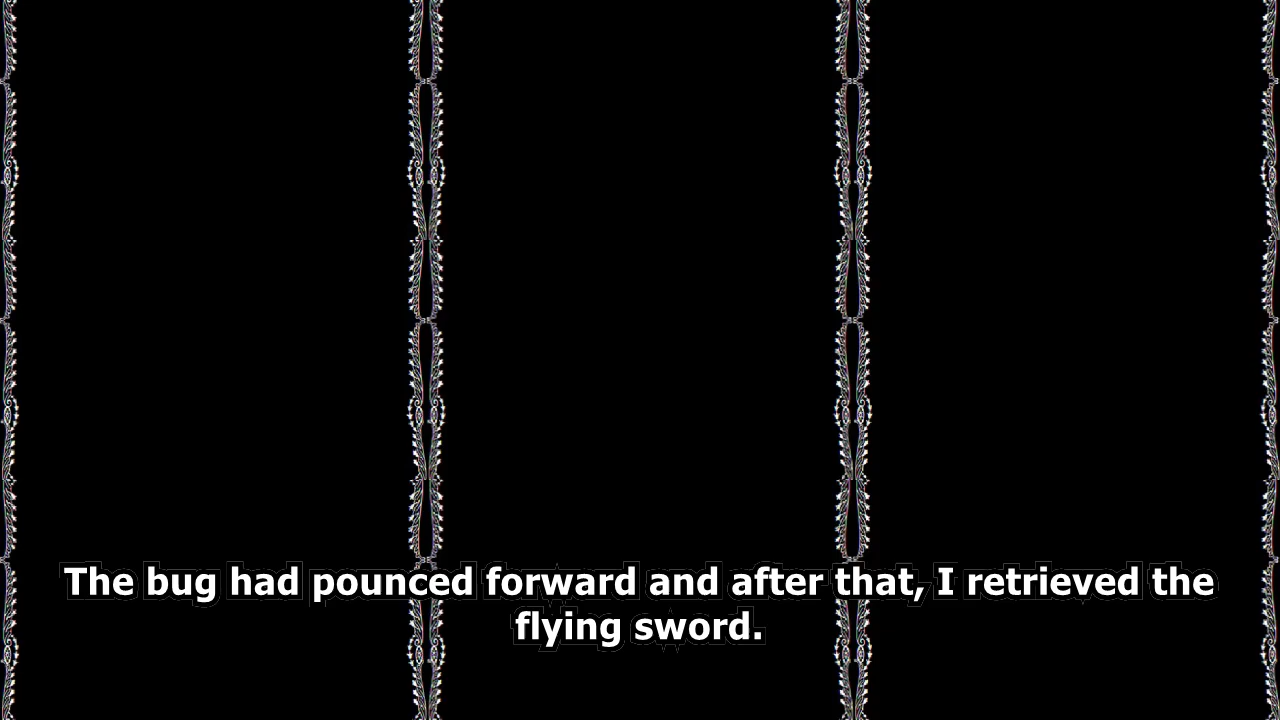 The bug had pounced forward and after that, I retrieved the
flying sword.